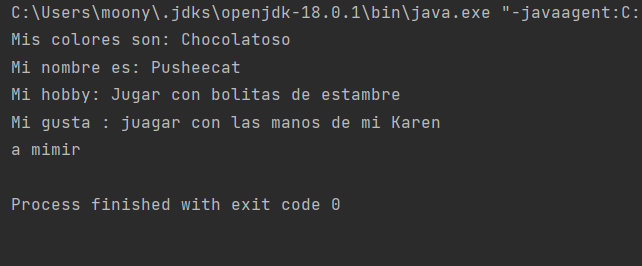 C:\Users\moony\.jdks\openjdk-18.0.1\bin\java.exe "-javaagent:C:
Mis colores son: Chocolatoso
Mi nombre es: Pusheecat
Mi hobby: Jugar con bolitas de estambre
Mi gusta : juagar con las manos de mi Karen
a mimir
Process finished with exit code 0